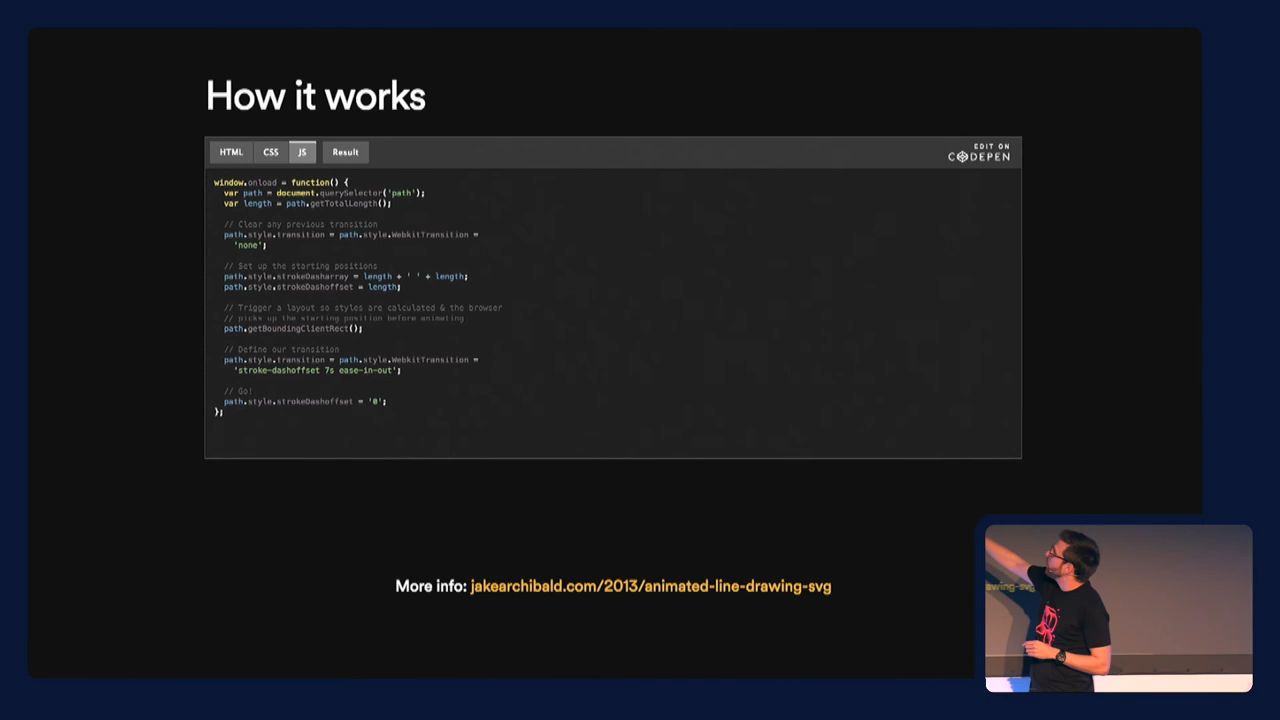 How it works
HTML CSS JS Result
EDIT ON
CODEPEN
window.onload = function() {
var path = document.querySelector('path');
var length = path.getTotalLength();
// Clear any previous transition
path.style.transition = path.style.WebkitTransition =
'none';
// Set up the starting positions
path.style.strokeDasharray = length + ' ' + length;
path.style.strokeDashoffset = length;
// Trigger a layout so styles are calculated & the browser
// picks up the starting position before animating
path.getBoundingClientRect();
// Define our transition
path.style.transition = path.style.WebkitTransition =
'stroke-dashoffset 7s ease-in-out';
// Go!
path.style.strokeDashoffset = '0';
};
More info: jakearchibald.com/2013/animated-line-drawing-svg
rawing-svg